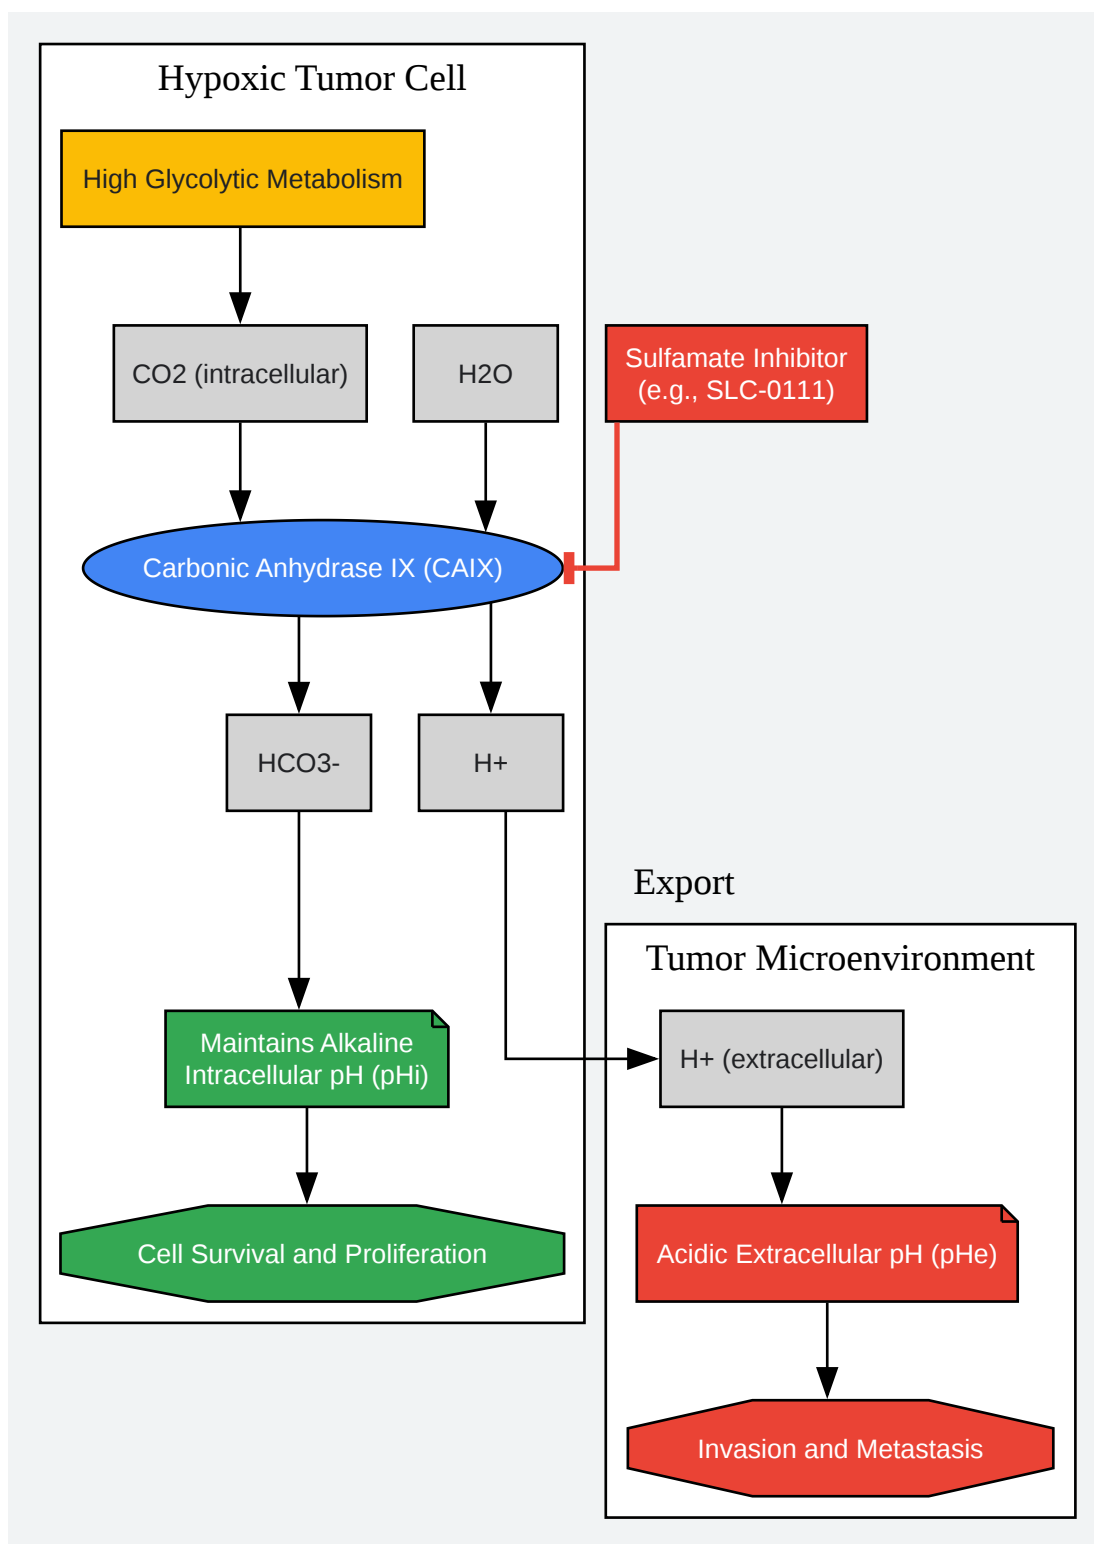 Hypoxic Tumor Cell
High Glycolytic Metabolism
CO2 (intracellular)
H2O
Sulfamate Inhibitor
(e.g., SLC-0111)
Carbonic Anhydrase IX (CAIX)
HCO3-
H+
Export
Tumor Microenvironment
Maintains Alkaline
Intracellular pH (pHi)
H+ (extracellular)
Cell Survival and Proliferation
Acidic Extracellular pH (pHe)
Invasion and Metastasis